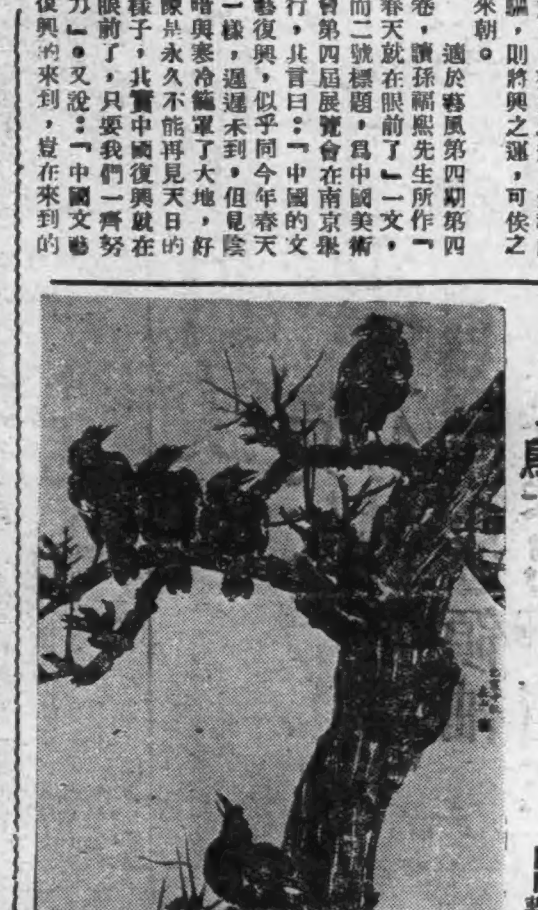 則將興之運,可俟之
來朝。
適於藝風第四期第四
卷,讀孫福熙先生所作『
春天就在眼前了』一文,
而二號標題,爲中國美術
會第四屆展覽會在南京舉
行,其言曰:『中國的文
藝復興,似乎同今年春天
一樣,遲遲未到,但見陰
暗與寒冷籠罩了大地,好
是永久不能再見天日的
樣子,其實中國復興就在
眼前了,只要我們一齊努
力』。又說:『中國文藝
復興的來到,豈在來到的
鳥